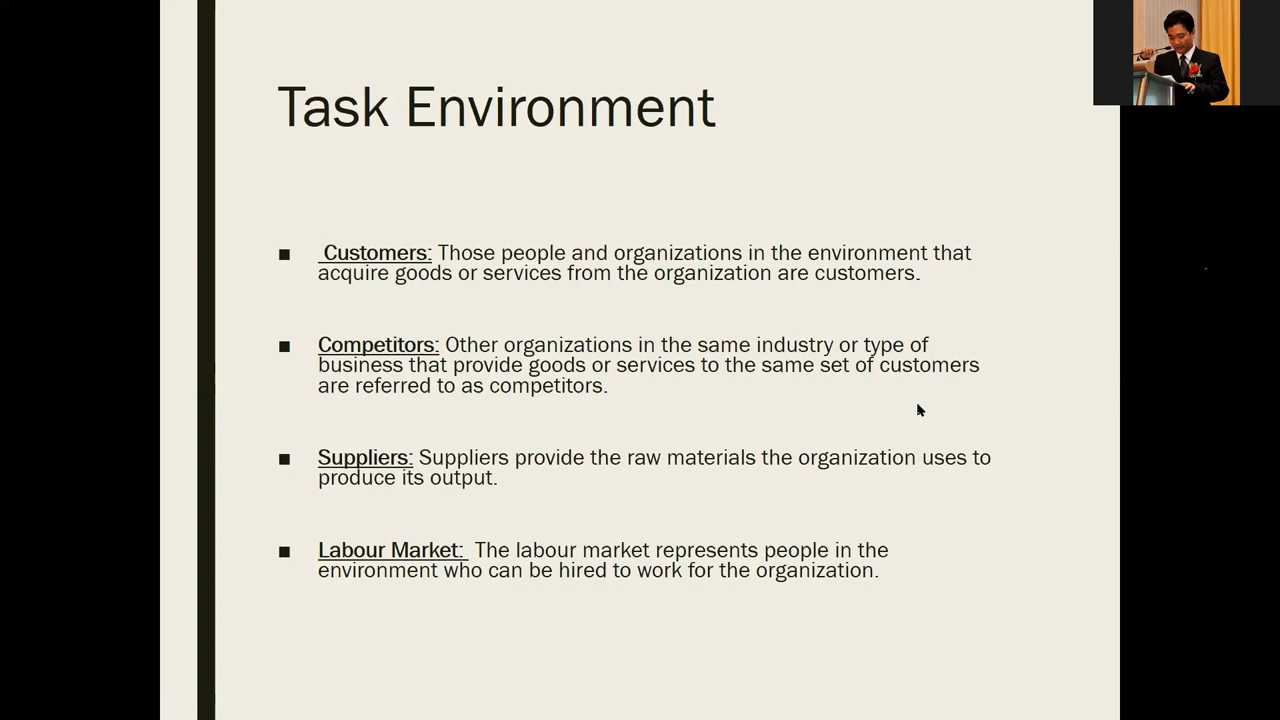 Task Environment
■ Customers: Those people and organizations in the environment that
acquire goods or services from the organization are customers.
■ Competitors: Other organizations in the same industry or type of
business that provide goods or services to the same set of customers
are referred to as competitors.
■ Suppliers: Suppliers provide the raw materials the organization uses to
produce its output.
■ Labour Market: The labour market represents people in the
environment who can be hired to work for the organization.